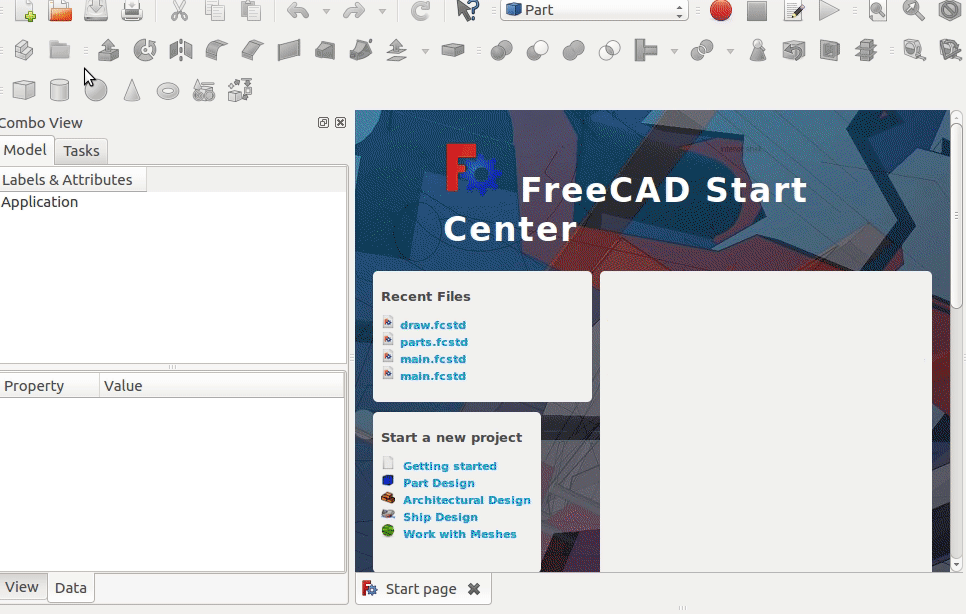 Part
Combo View
Model
Tasks
Labels & Attributes
Application
Property
Value
View
Data
FreeCAD Start
Center
Recent Files
draw.fcstd
parts.fcstd
main.fcstd
main.fcstd
Start a new project
Getting started
Part Design
Architectural Design
Ship Design
Work with Meshes
Start page